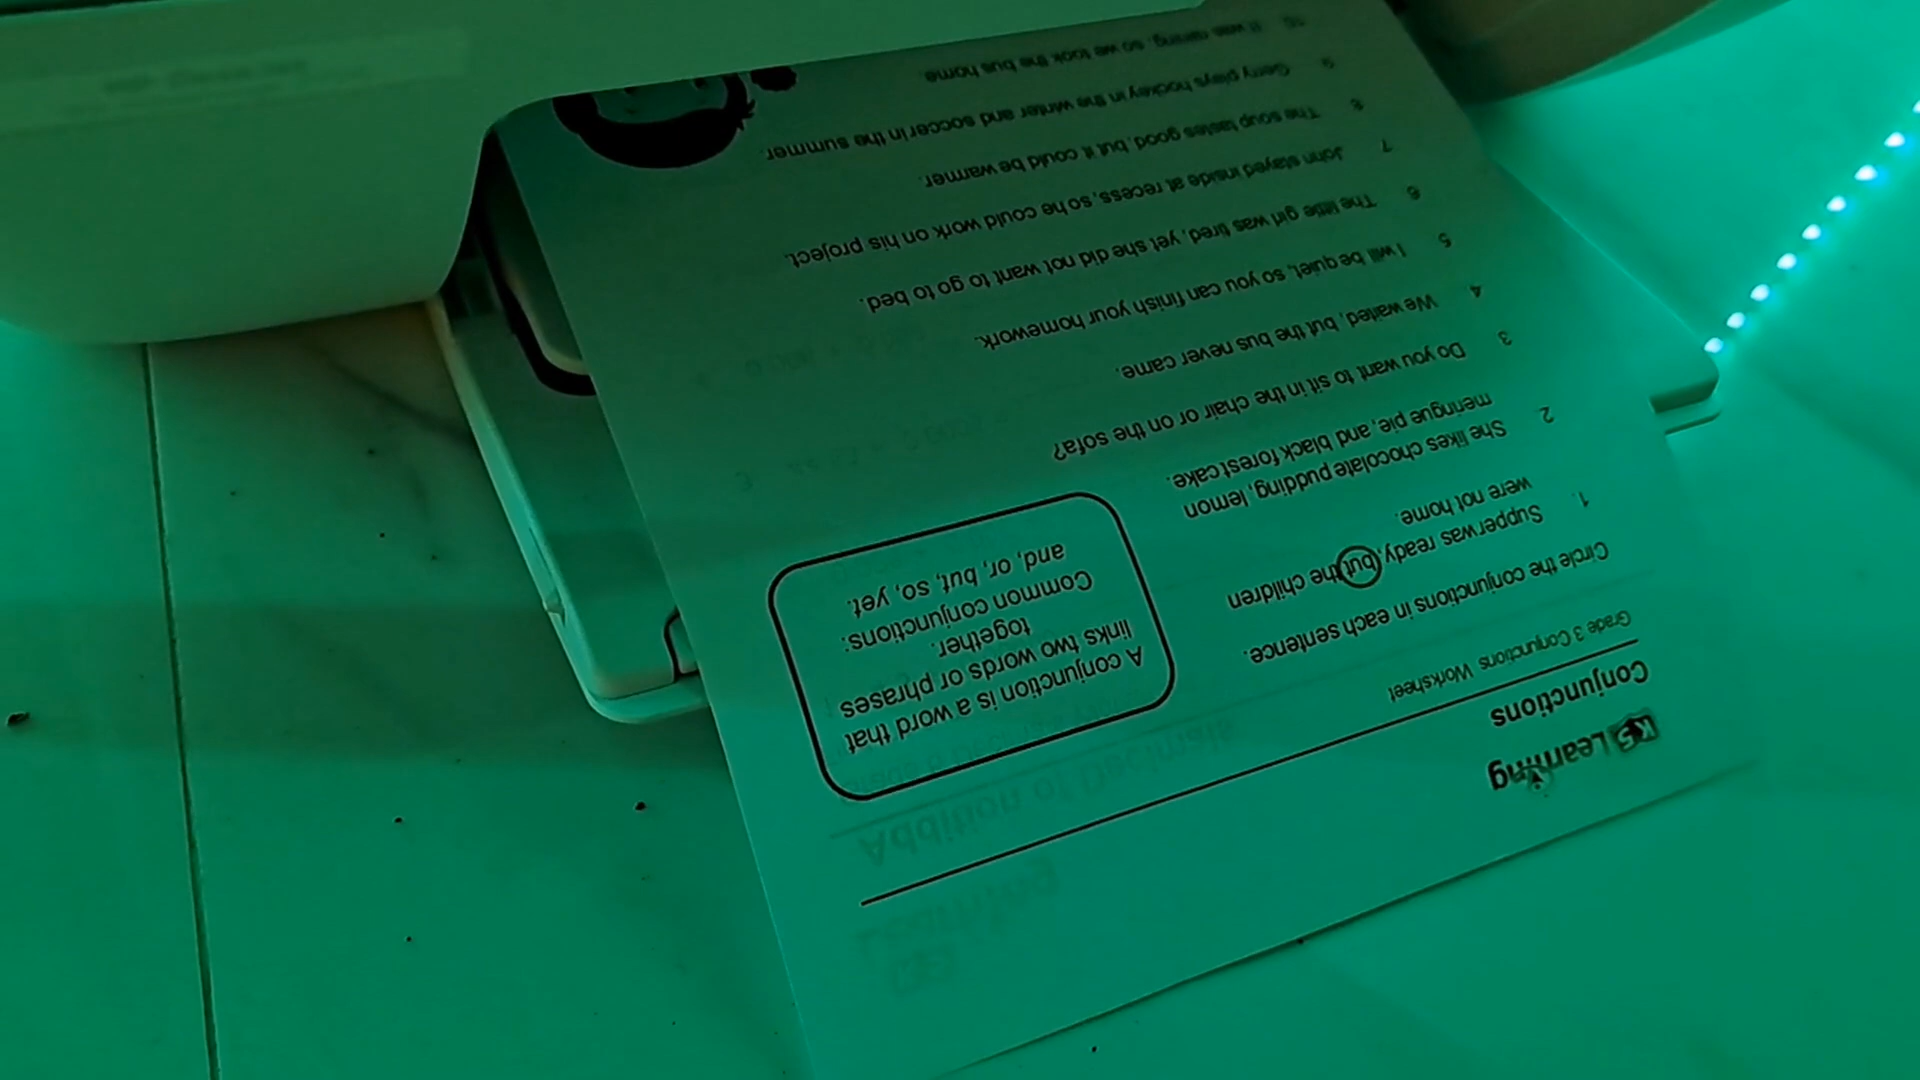 K5 Learning
Conjunctions
Grade 3 Conjunctions Worksheet
Circle the conjunctions in each sentence.
A conjunction is a word that
links two words or phrases
together.
Common conjunctions:
and, or, but, so, yet.
1. Supper was ready, but the children
were not home.
2. She likes chocolate pudding, lemon
meringue pie, and black forest cake.
3. Do you want to sit in the chair or on the sofa?
4. We waited, but the bus never came.
5. I will be quiet, so you can finish your homework.
6. The little girl was tired, yet she did not want to go to bed.
7. John stayed inside at recess, so he could work on his project.
8. The soup tastes good, but it could be warmer.
9. Gerry plays hockey in the winter and soccer in the summer.
10. It was raining, so we took the bus home
Learning
Addition of Decimals